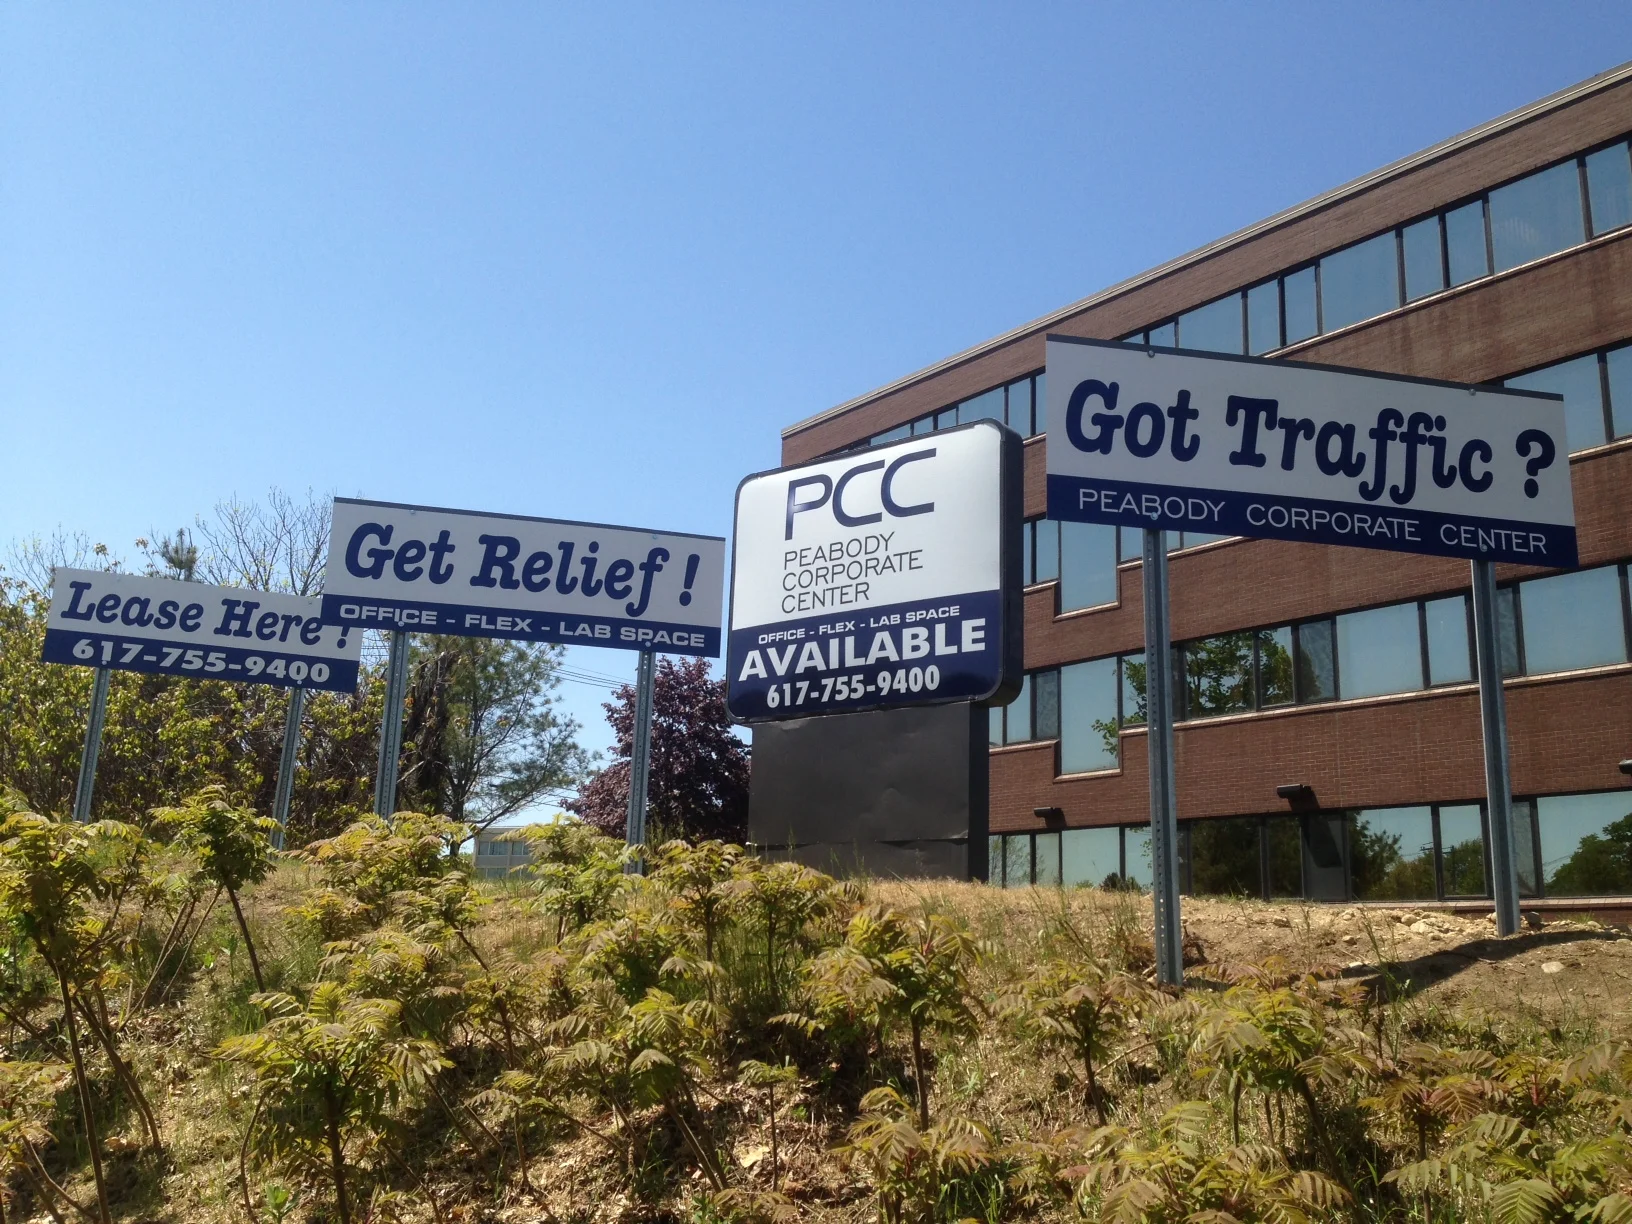 Lease Here !
617-755-9400
Get Relief !
OFFICE - FLEX - LAB SPACE
PCC
PEABODY
CORPORATE
CENTER
OFFICE - FLEX - LAB SPACE
AVAILABLE
617-755-9400
Got Traffic ?
PEABODY CORPORATE CENTER